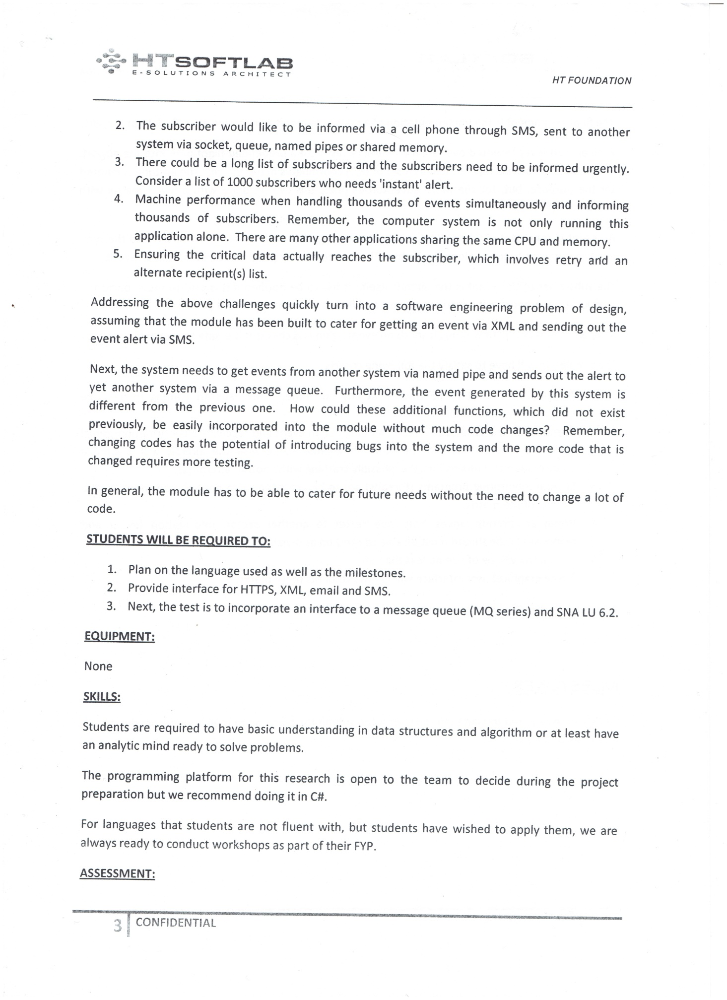 HTSOFTLAB
E-SOLUTIONS ARCHITECT
HT FOUNDATION
2. The subscriber would like to be informed via a cell phone through SMS, sent to another
system via socket, queue, named pipes or shared memory.
3. There could be a long list of subscribers and the subscribers need to be informed urgently.
Consider a list of 1000 subscribers who needs 'instant' alert.
4. Machine performance when handling thousands of events simultaneously and informing
thousands of subscribers. Remember, the computer system is not only running this
application alone. There are many other applications sharing the same CPU and memory.
5. Ensuring the critical data actually reaches the subscriber, which involves retry and an
alternate recipient(s) list.
Addressing the above challenges quickly turn into a software engineering problem of design,
assuming that the module has been built to cater for getting an event via XML and sending out the
event alert via SMS.
Next, the system needs to get events from another system via named pipe and sends out the alert to
yet another system via a message queue. Furthermore, the event generated by this system is
different from the previous one. How could these additional functions, which did not exist
previously, be easily incorporated into the module without much code changes? Remember,
changing codes has the potential of introducing bugs into the system and the more code that is
changed requires more testing.
In general, the module has to be able to cater for future needs without the need to change a lot of
code.
STUDENTS WILL BE REQUIRED TO:
1. Plan on the language used as well as the milestones.
2. Provide interface for HTTPS, XML, email and SMS.
3. Next, the test is to incorporate an interface to a message queue (MQ series) and SNA LU 6.2.
EQUIPMENT:
None
SKILLS:
Students are required to have basic understanding in data structures and algorithm or at least have
an analytic mind ready to solve problems.
The programming platform for this research is open to the team to decide during the project
preparation but we recommend doing it in C#.
For languages that students are not fluent with, but students have wished to apply them, we are
always ready to conduct workshops as part of their FYP.
ASSESSMENT:
3 CONFIDENTIAL